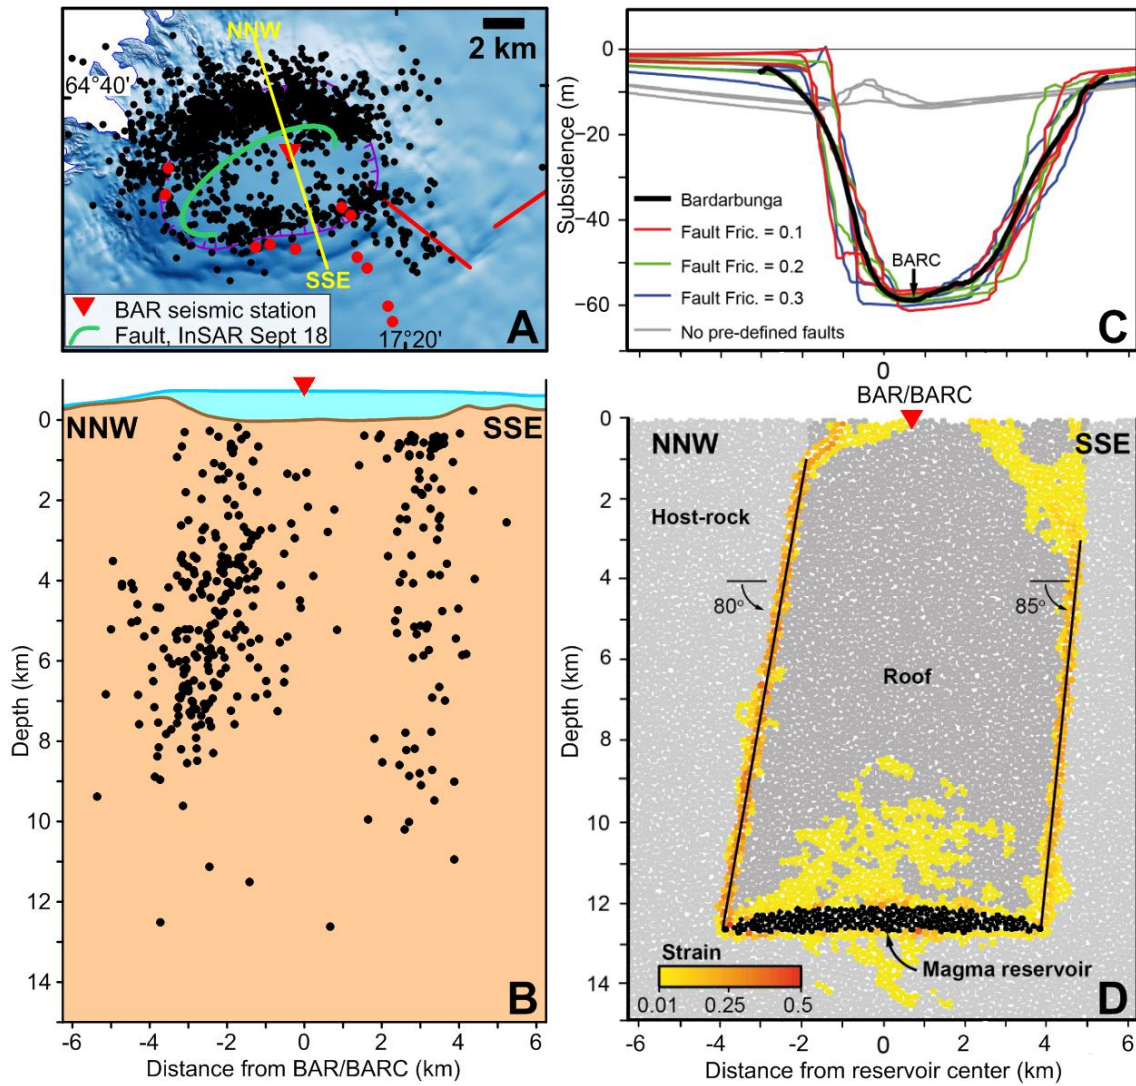 NNW
2 km
64°40'
SSE
BAR seismic station
Fault, InSAR Sept 18
17°20'
A
0
−20
−40
−60
Subsidence (m)
Bardarbunga
Fault Fric. = 0.1
Fault Fric. = 0.2
Fault Fric. = 0.3
No pre-defined faults
BARC
C
0
BAR/BARC
NNW
SSE
0
2
4
6
8
10
12
14
Depth (km)
B
-6
-4
-2
0
2
4
6
Distance from BAR/BARC (km)
NNW
SSE
Host-rock
80°
85°
Roof
0
2
4
6
8
10
12
14
Depth (km)
Strain
0.01
0.25
0.5
Magma reservoir
D
-6
-4
-2
0
2
4
6
Distance from reservoir center (km)